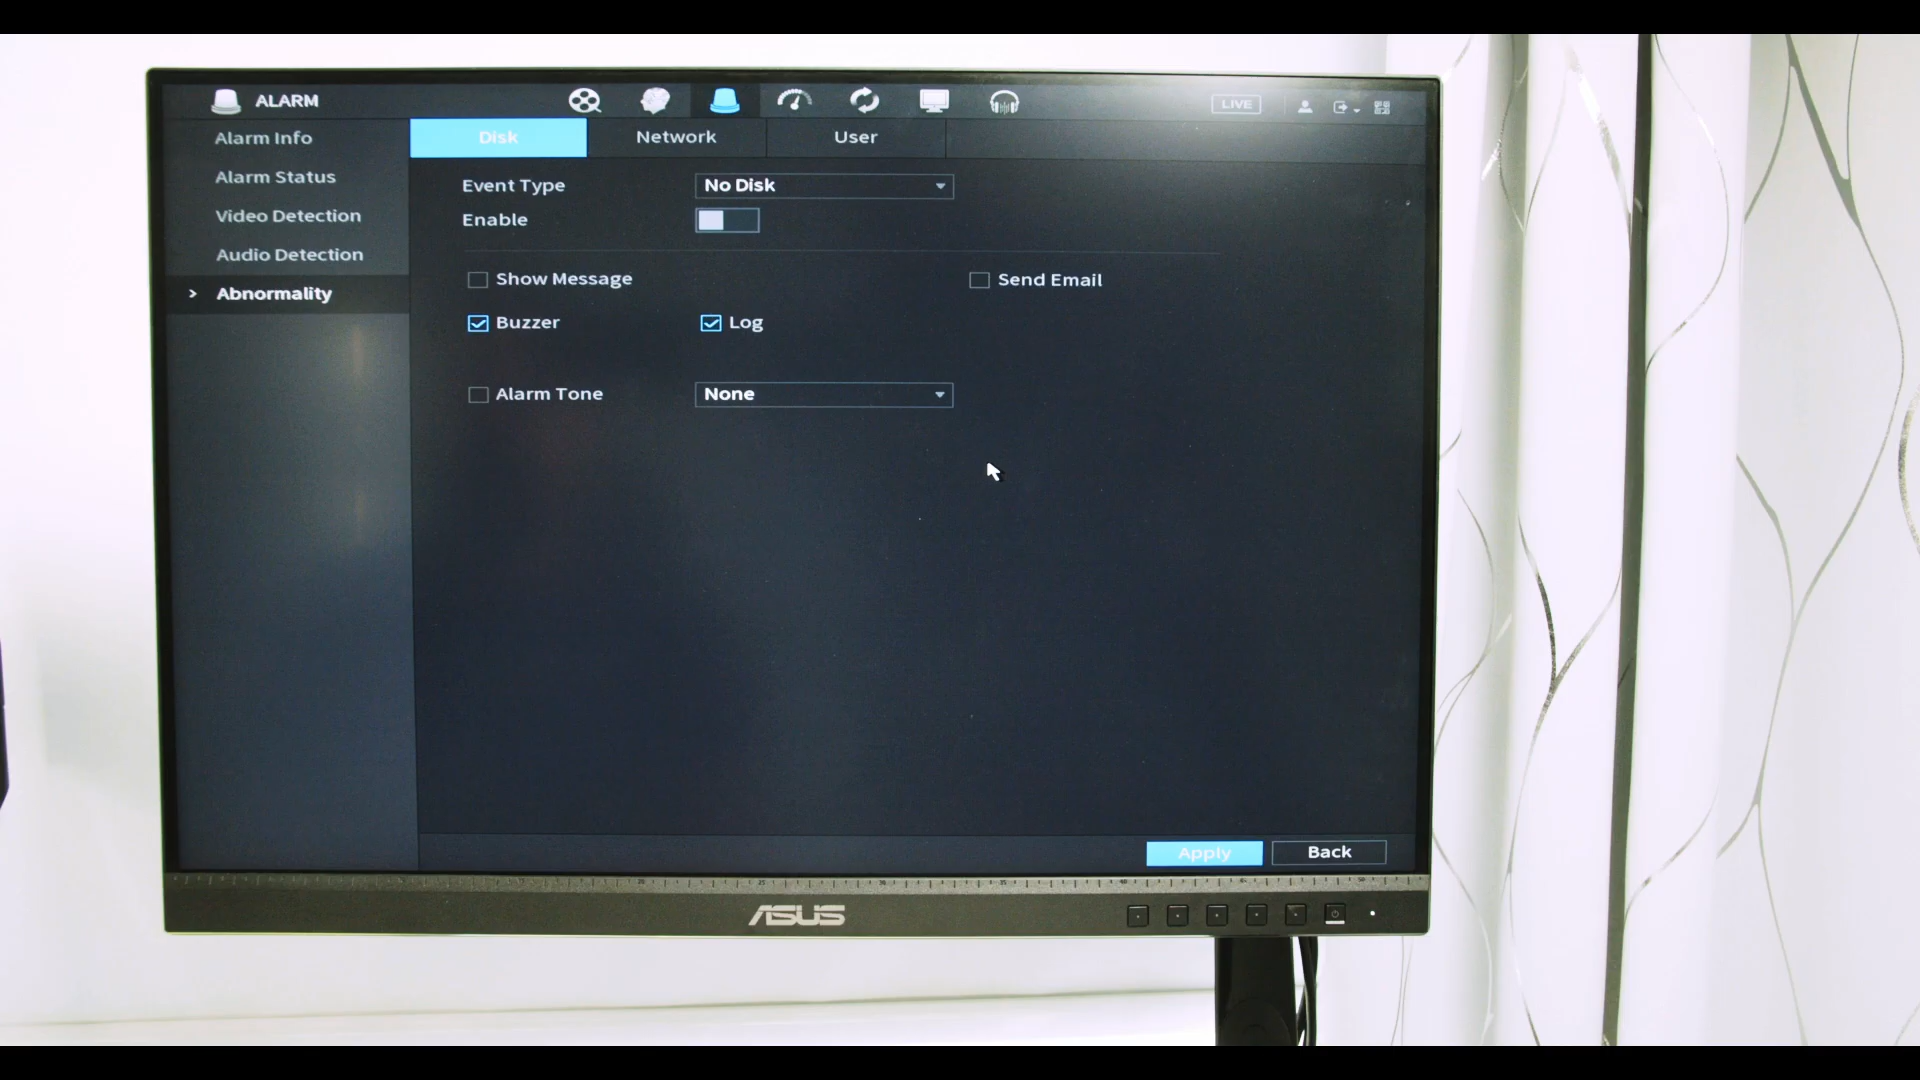 ALARM
LIVE
Alarm Info
Alarm Status
Video Detection
Audio Detection
> Abnormality
Disk
Network
User
Event Type
No Disk
Enable
Show Message
Send Email
Buzzer
Log
Alarm Tone
None
Apply
Back
ASUS